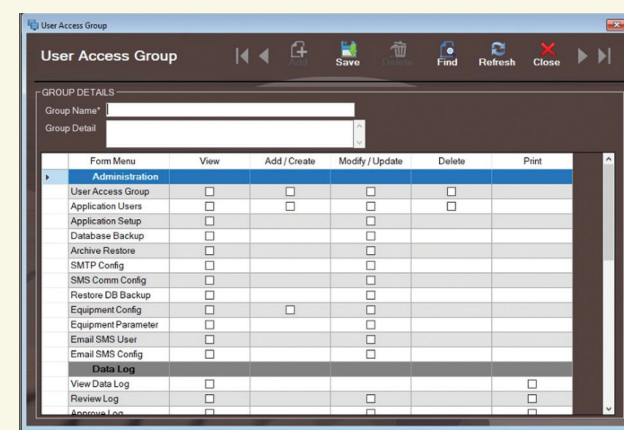 User Access Group
User Access Group
Add Save Delete Find Refresh Close
GROUP DETAILS
Group Name*
Group Detail
Form Menu View Add / Create Modify / Update Delete Print
Administration
User Access Group
Application Users
Application Setup
Database Backup
Archive Restore
SMTP Config
SMS Comm Config
Restore DB Backup
Equipment Config
Equipment Parameter
Email SMS User
Email SMS Config
Data Log
View Data Log
Review Log
Approve Log